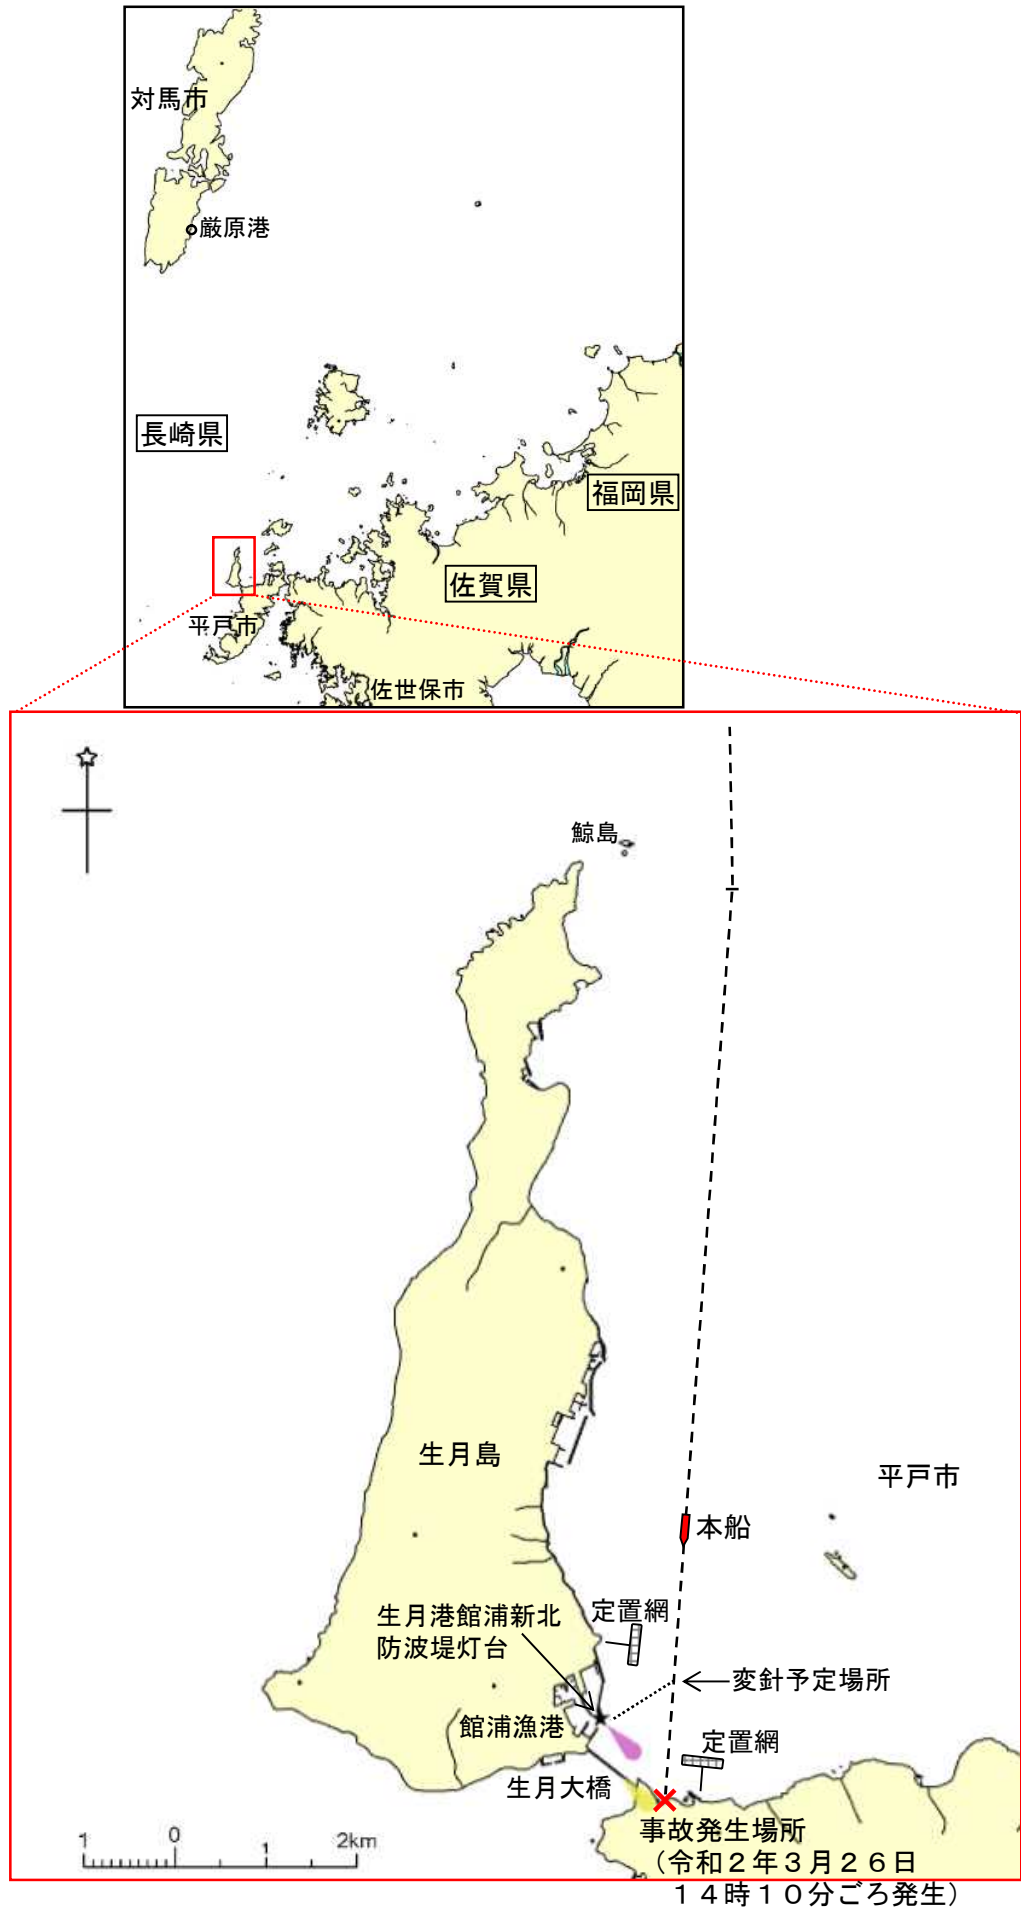 対馬市
厳原港
長崎県
福岡県
佐賀県
平戸市
佐世保市
鯨島
生月島
平戸市
本船
定置網
生月港館浦新北
防波堤灯台
変針予定場所
館浦漁港
定置網
生月大橋
事故発生場所
（令和２年３月２６日
１４時１０分ごろ発生）
1 0 1 2km